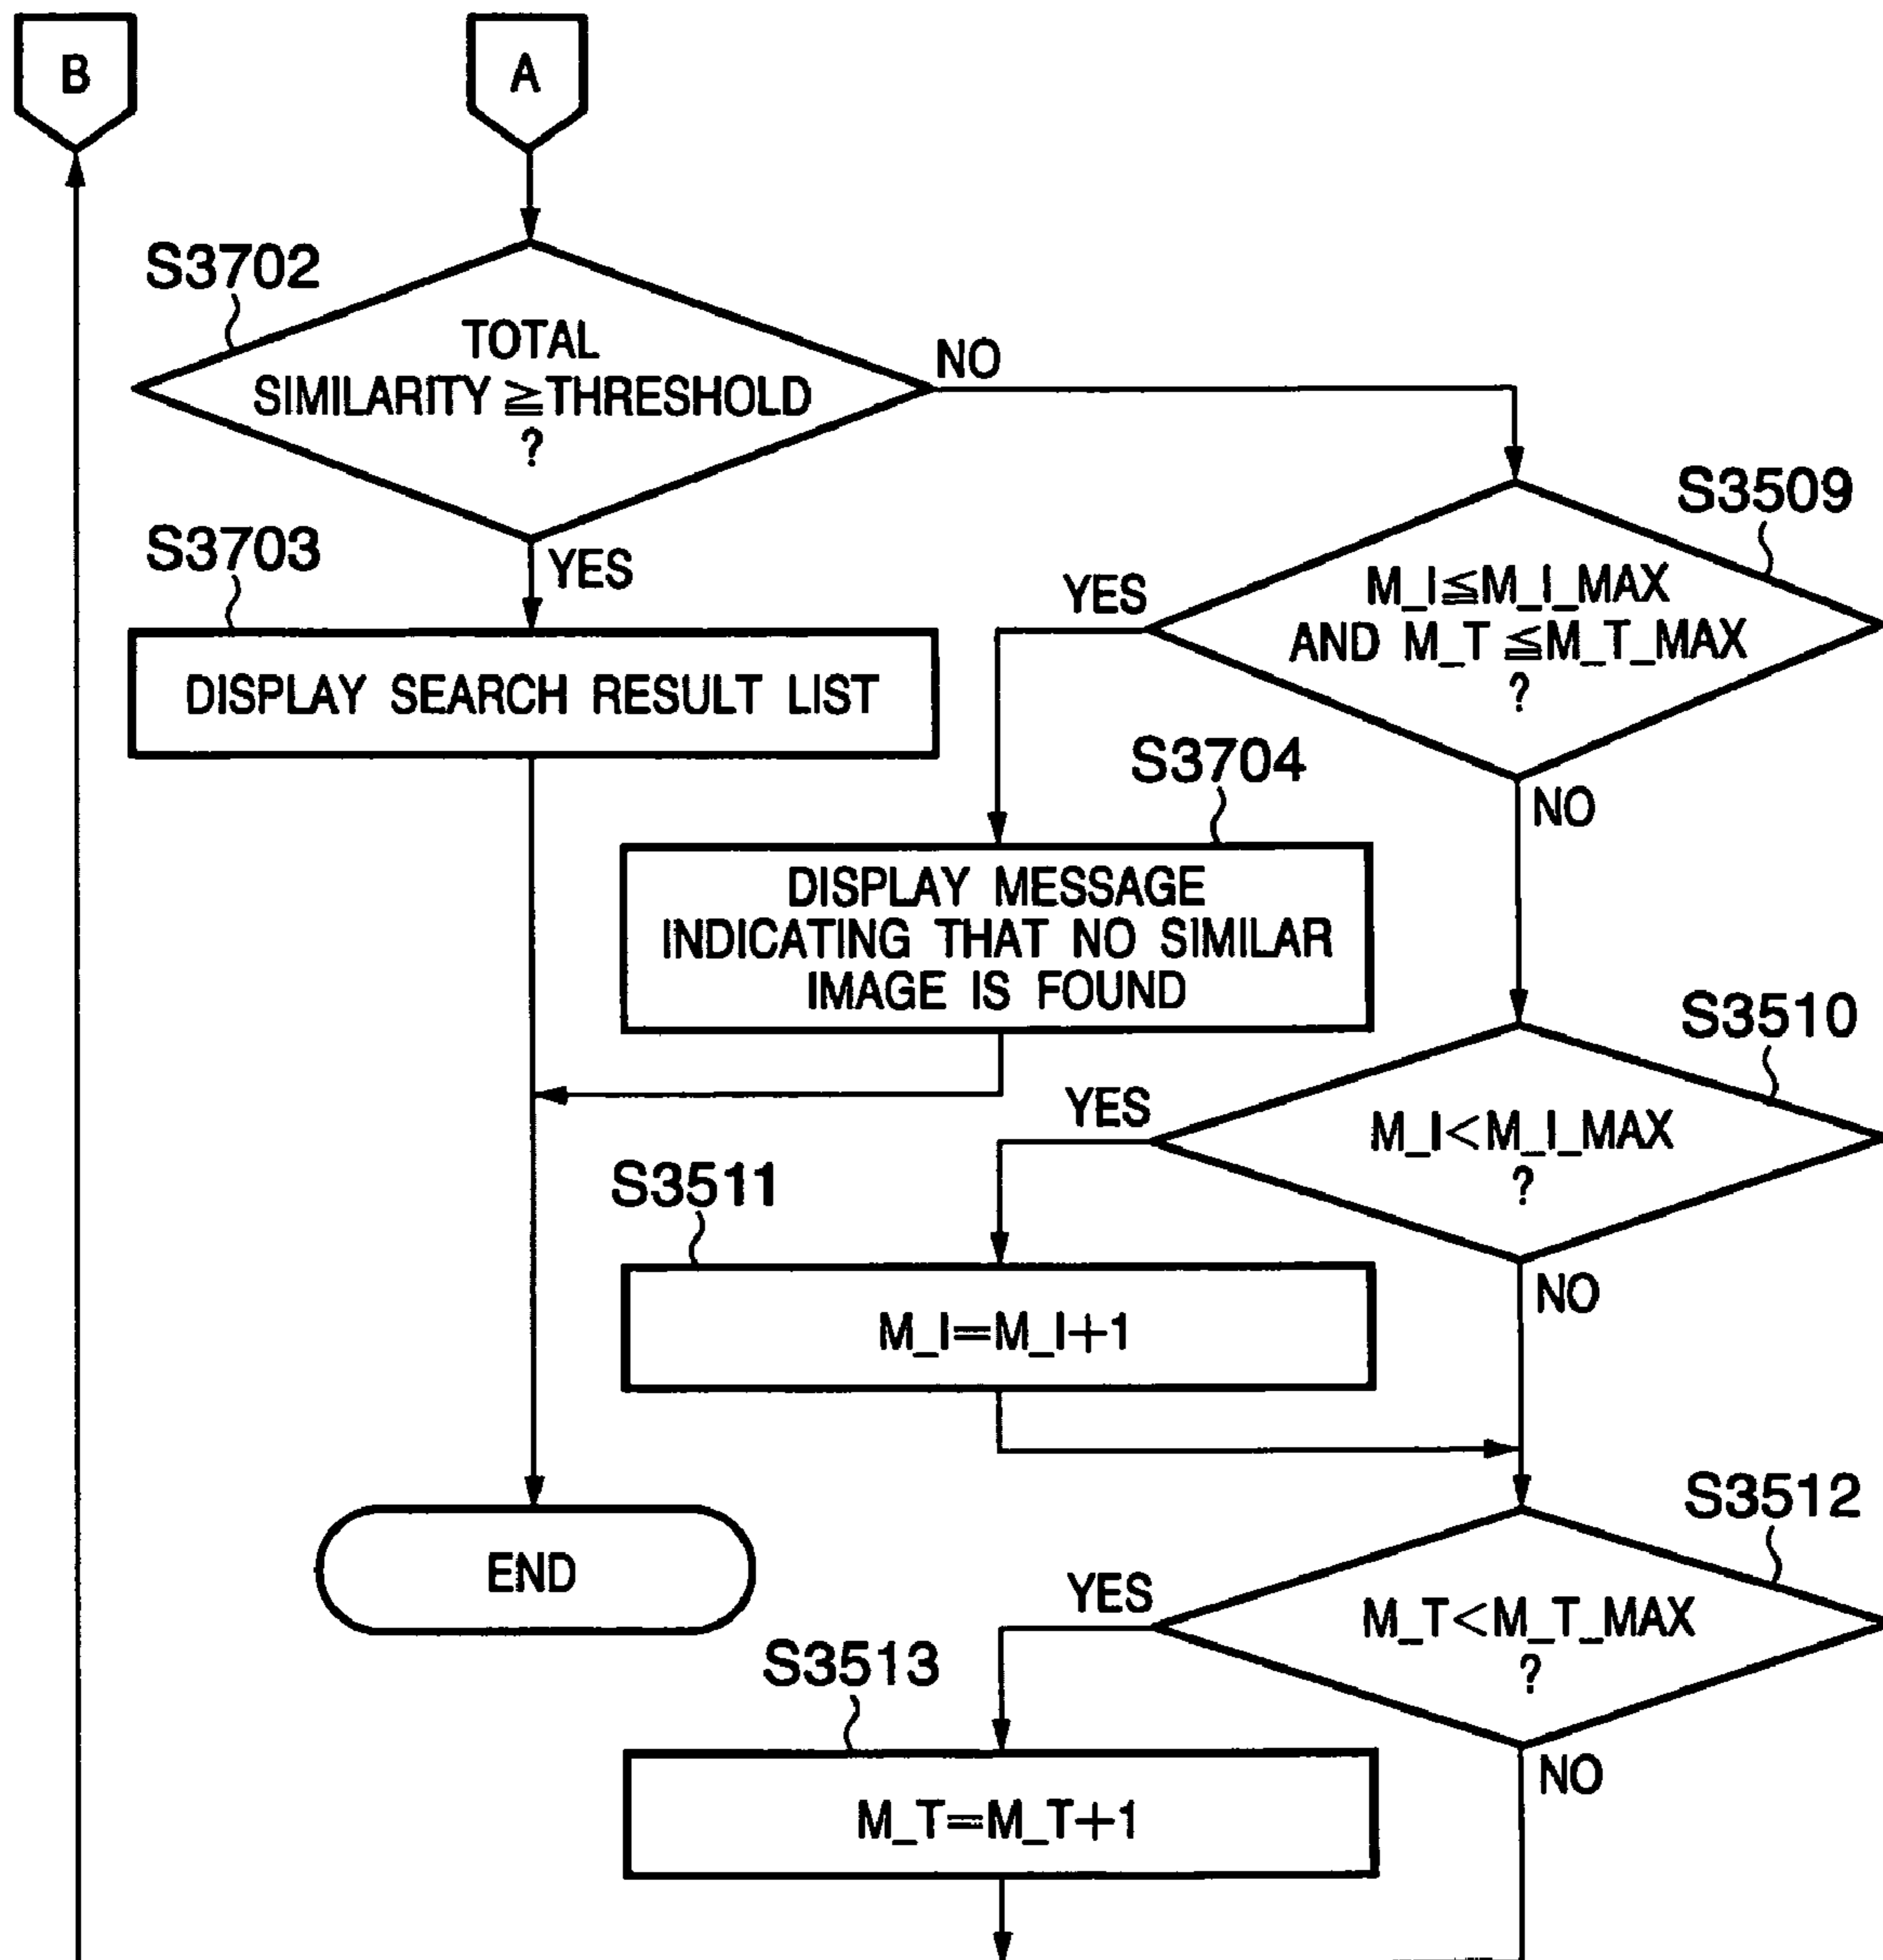 B
A
S3702
TOTAL
SIMILARITY ≧THRESHOLD
?
NO
YES
S3703
DISPLAY SEARCH RESULT LIST
S3509
M_I≦M_I_MAX
AND M_T ≦M_T_MAX
?
YES
NO
S3704
DISPLAY MESSAGE
INDICATING THAT NO SIMILAR
IMAGE IS FOUND
S3510
M_I<M_I_MAX
?
YES
NO
S3511
M_I=M_I+1
END
S3512
M_T<M_T_MAX
?
YES
NO
S3513
M_T=M_T+1